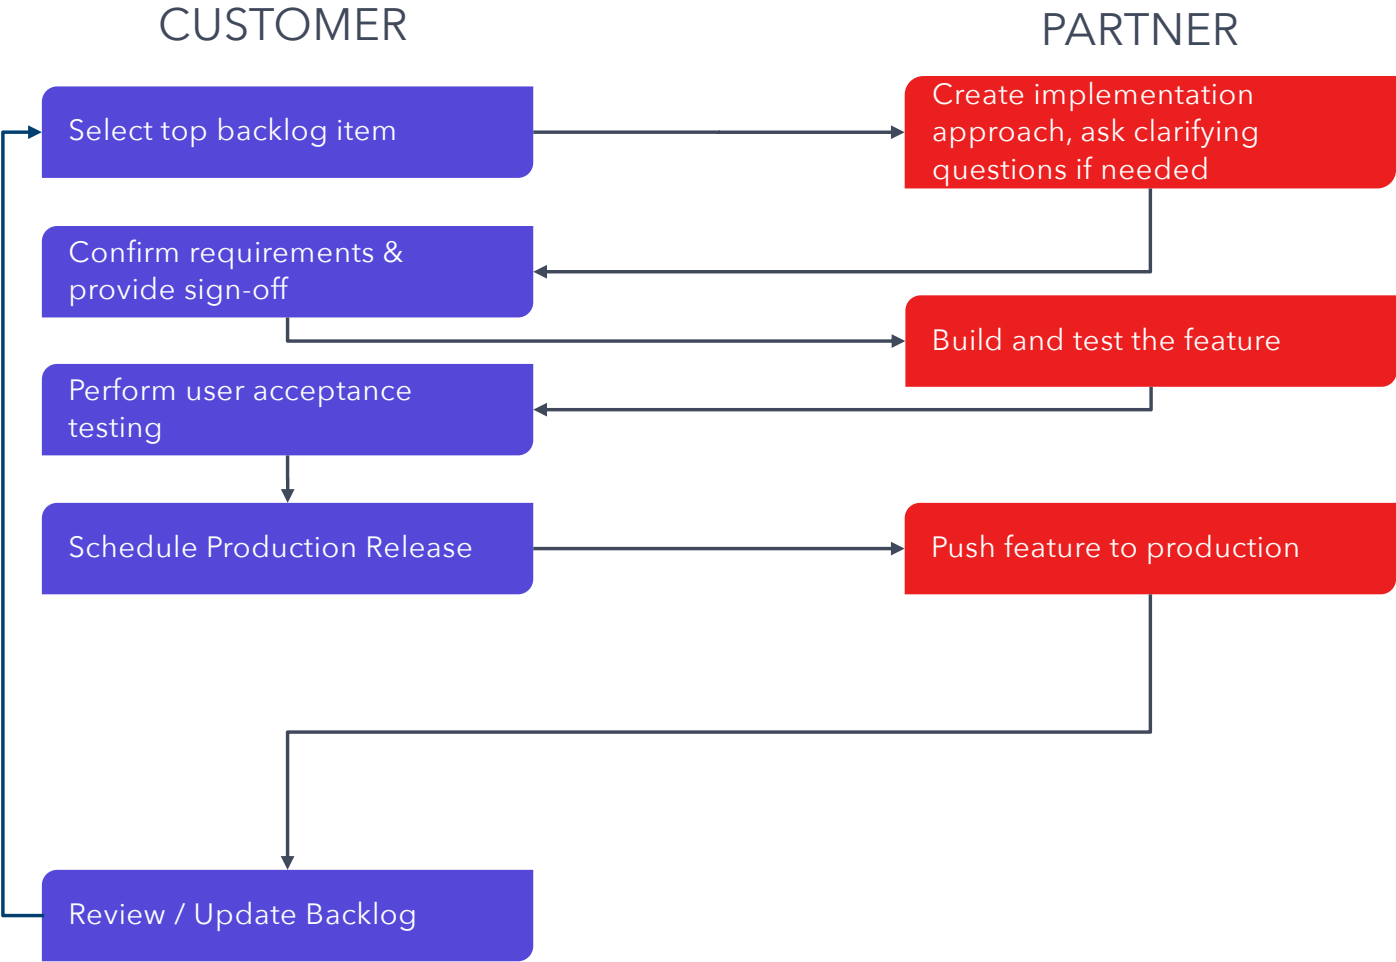 CUSTOMER
PARTNER
Select top backlog item
Create implementation
approach, ask clarifying
questions if needed
Confirm requirements &
provide sign-off
Build and test the feature
Perform user acceptance
testing
Schedule Production Release
Push feature to production
Review / Update Backlog